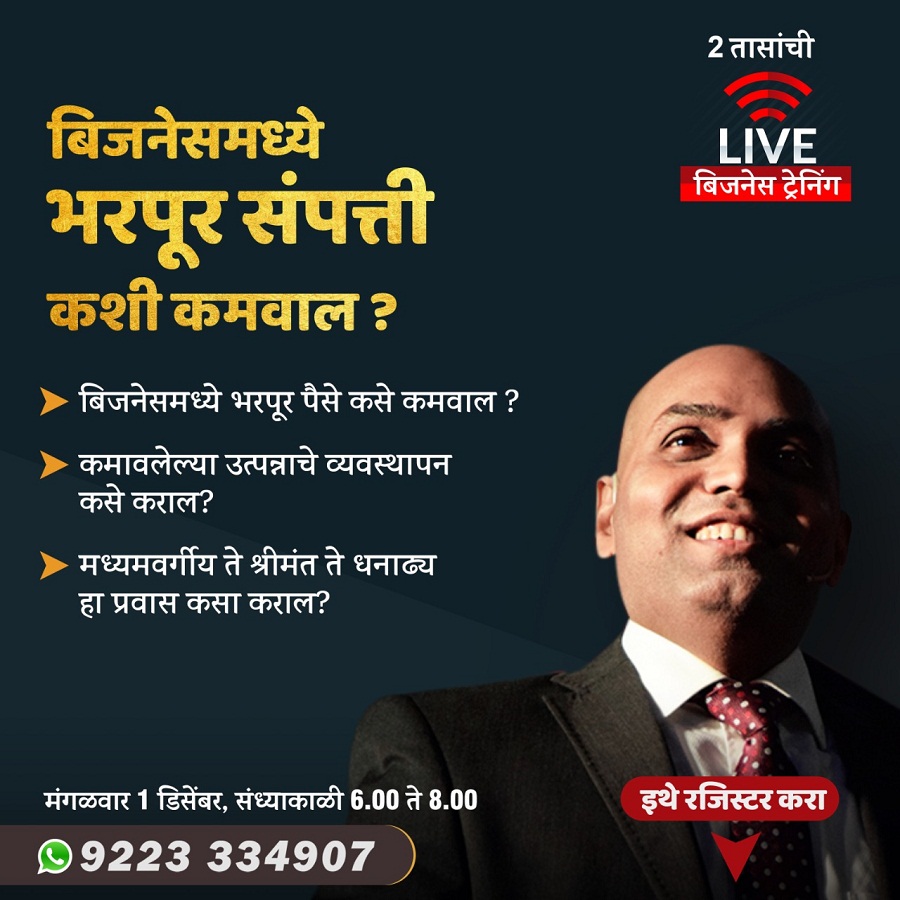 2 तासांची
LIVE
बिजनेस ट्रेनिंग
बिजनेसमध्ये
भरपूर संपत्ती
कशी कमवाल ?
बिजनेसमध्ये भरपूर पैसे कसे कमवाल ?
कमावलेल्या उत्पन्नाचे व्यवस्थापन
कसे कराल?
मध्यमवर्गीय ते श्रीमंत ते धनाढ्य
हा प्रवास कसा कराल?
मंगळवार 1 डिसेंबर, संध्याकाळी 6.00 ते 8.00
इथे रजिस्टर करा
9223 334907